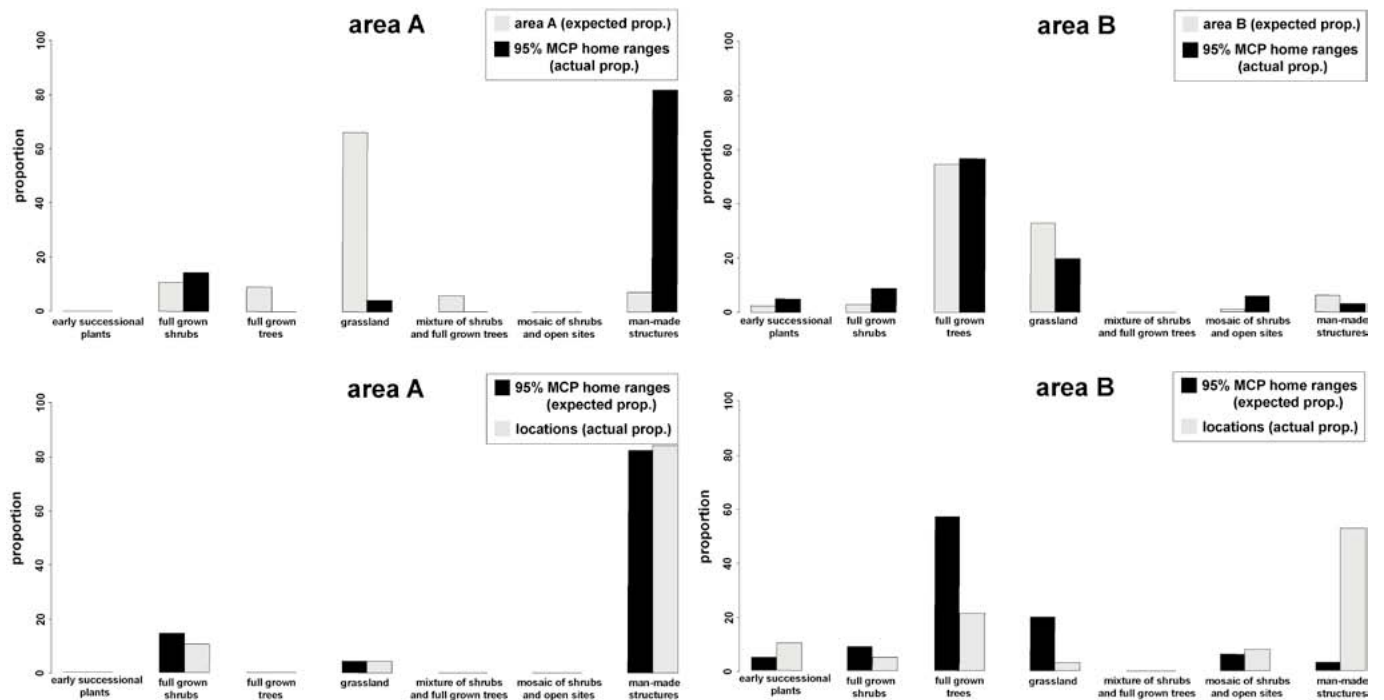 area A
area A (expected prop.)
95% MCP home ranges
(actual prop.)
proportion
100
80
60
40
20
0
early successional
plants
full grown
shrubs
full grown
trees
grassland
mixture of shrubs
and full grown trees
mosaic of shrubs
and open sites
man-made
structures
area B
area B (expected prop.)
95% MCP home ranges
(actual prop.)
proportion
100
80
60
40
20
0
early successional
plants
full grown
shrubs
full grown
trees
grassland
mixture of shrubs
and full grown trees
mosaic of shrubs
and open sites
man-made
structures
area A
95% MCP home ranges
(expected prop.)
locations (actual prop.)
proportion
100
80
60
40
20
0
early successional
plants
full grown
shrubs
full grown
trees
grassland
mixture of shrubs
and full grown trees
mosaic of shrubs
and open sites
man-made
structures
area B
95% MCP home ranges
(expected prop.)
locations (actual prop.)
proportion
100
80
60
40
20
0
early successional
plants
full grown
shrubs
full grown
trees
grassland
mixture of shrubs
and full grown trees
mosaic of shrubs
and open sites
man-made
structures